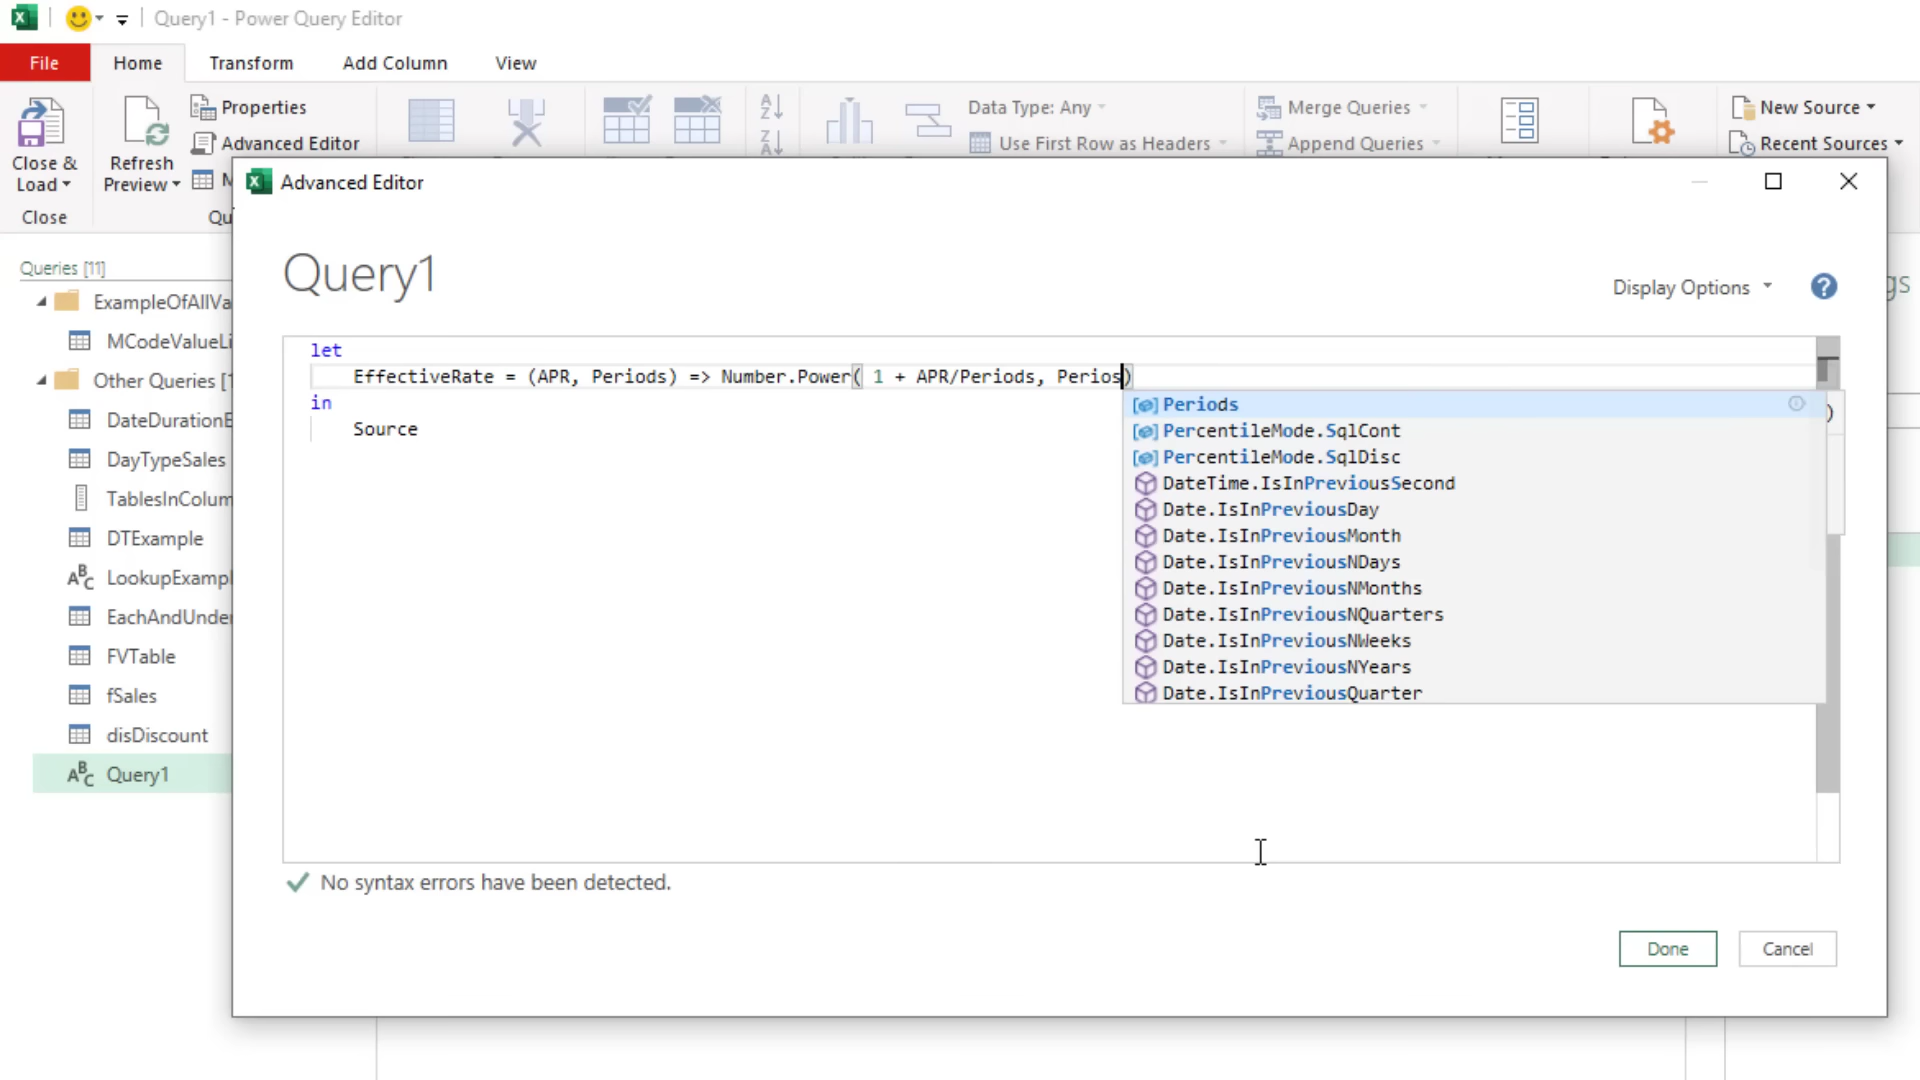 Query1 - Power Query Editor
File Home Transform Add Column View
Close & Load
Close
Refresh Preview
Properties
Advanced Editor
M
Qu
Data Type: Any
Use First Row as Headers
Merge Queries
Append Queries
New Source
Recent Sources
Queries [11]
ExampleOfAllVa
MCodeValueLi
Other Queries [
DateDurationE
DayTypeSales
TablesInColum
DTExample
LookupExampl
EachAndUnder
FVTable
fSales
disDiscount
Query1
Advanced Editor
Query1
Display Options
?
gs
let
EffectiveRate = (APR, Periods) => Number.Power( 1 + APR/Periods, Perios)
in
Source
Periods
PercentileMode.SqlCont
PercentileMode.SqlDisc
DateTime.IsInPreviousSecond
Date.IsInPreviousDay
Date.IsInPreviousMonth
Date.IsInPreviousNDays
Date.IsInPreviousNMonths
Date.IsInPreviousNQuarters
Date.IsInPreviousNWeeks
Date.IsInPreviousNYears
Date.IsInPreviousQuarter
No syntax errors have been detected.
Done
Cancel